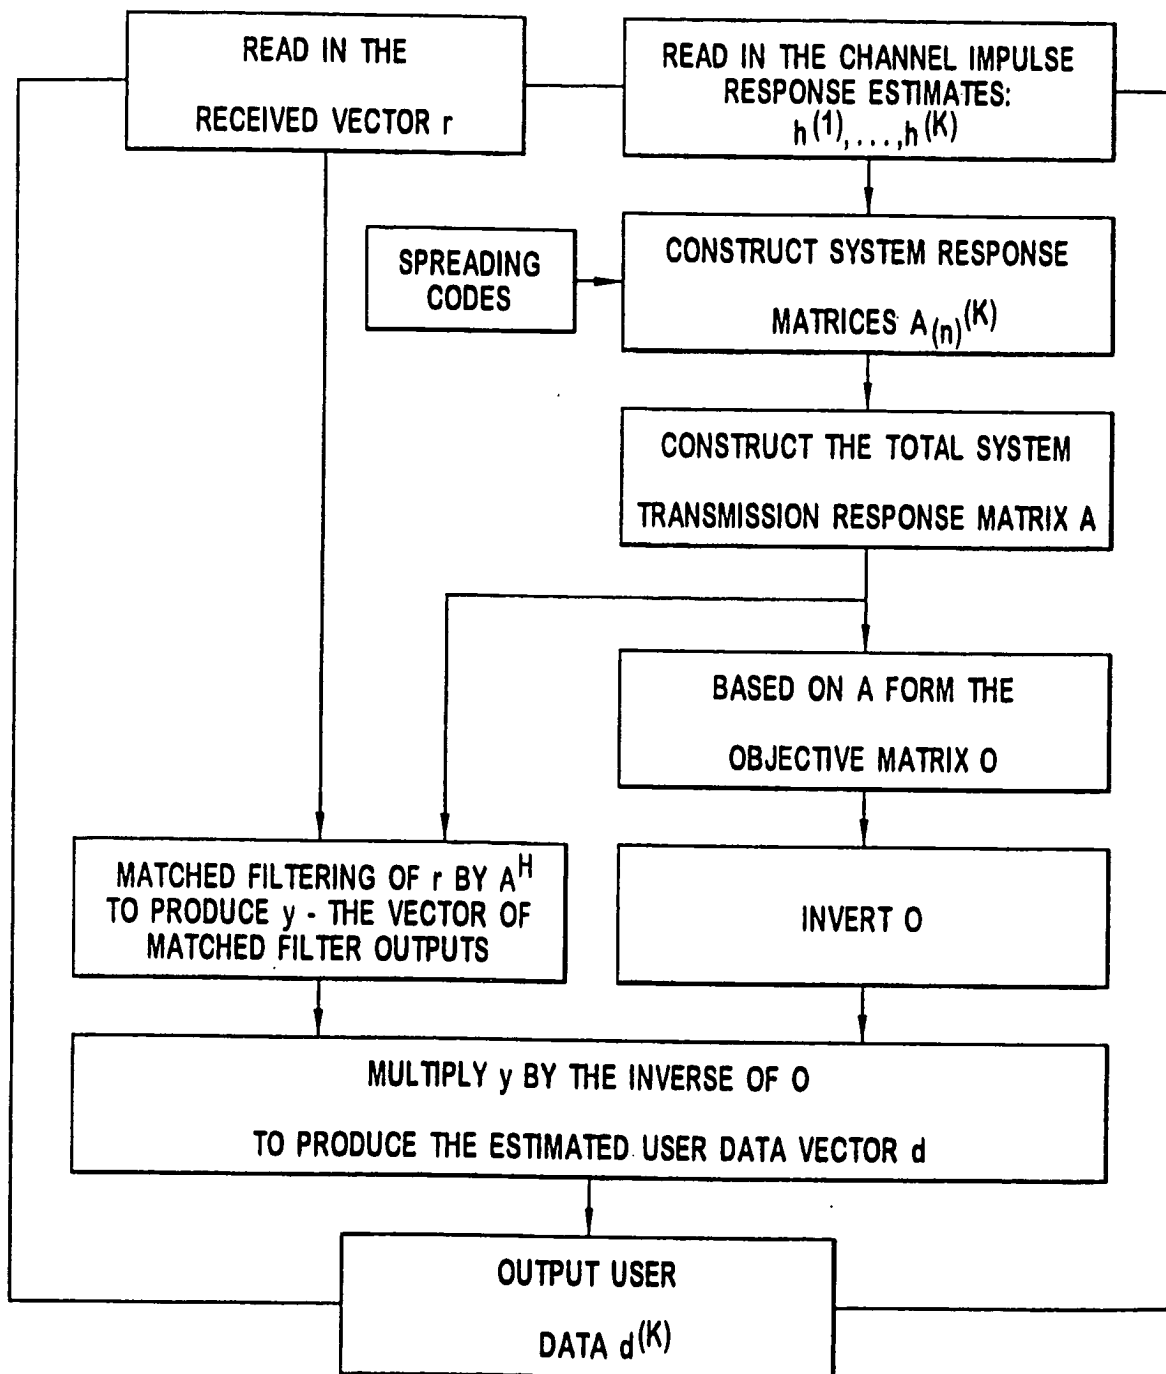 READ IN THE
RECEIVED VECTOR r
READ IN THE CHANNEL IMPULSE
RESPONSE ESTIMATES:
h(1),...,h(K)
SPREADING
CODES
CONSTRUCT SYSTEM RESPONSE
MATRICES A(n)(K)
CONSTRUCT THE TOTAL SYSTEM
TRANSMISSION RESPONSE MATRIX A
BASED ON A FORM THE
OBJECTIVE MATRIX O
MATCHED FILTERING OF r BY AH
TO PRODUCE y - THE VECTOR OF
MATCHED FILTER OUTPUTS
INVERT O
MULTIPLY y BY THE INVERSE OF O
TO PRODUCE THE ESTIMATED USER DATA VECTOR d
OUTPUT USER
DATA d(K)